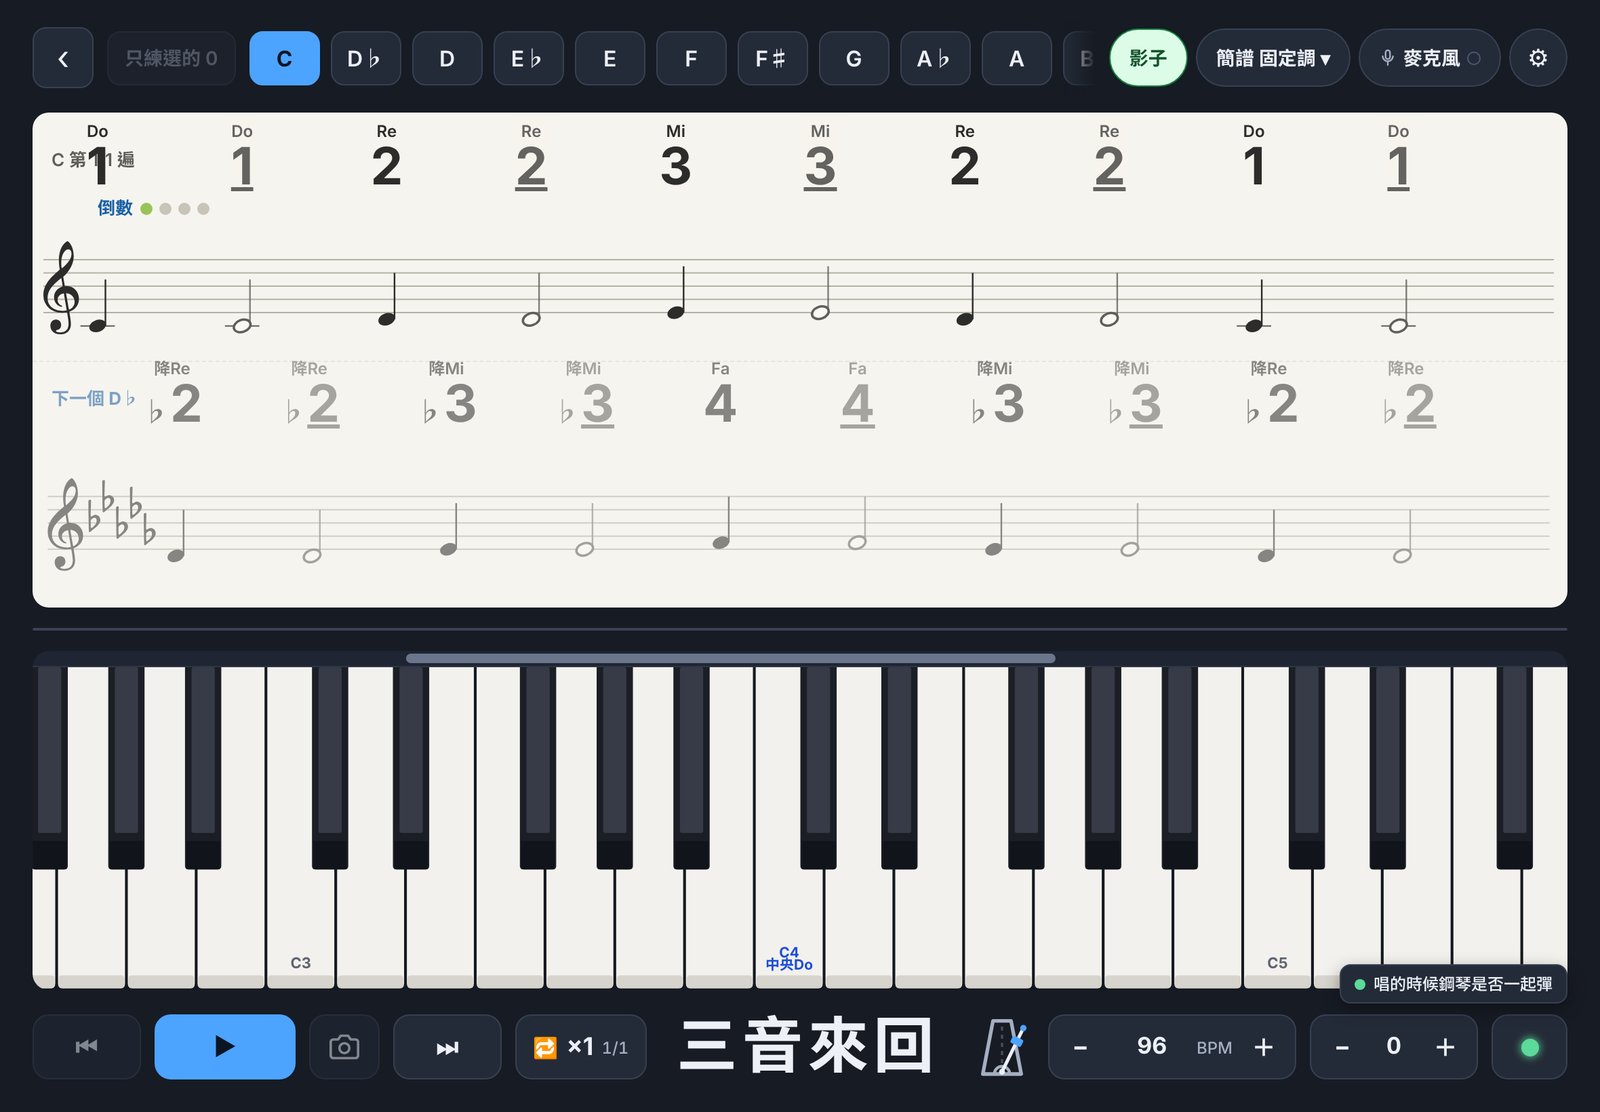 ‹ 只練選的 0 C D♭ D E♭ E F F♯ G A♭ A B 影子 簡譜 固定調 ▾ 麥克風
Do Do Re Re Mi Mi Re Re Do Do
C 第 1/1 遍
1 1 2 2 3 3 2 2 1 1
倒數
降Re 降Re 降Mi 降Mi Fa Fa 降Mi 降Mi 降Re 降Re
下一個 D♭
♭2 ♭2 ♭3 ♭3 4 4 ♭3 ♭3 ♭2 ♭2
C3 C4 C5
中央Do
唱的時候鋼琴是否一起彈
×1 1/1 三音來回 − 96 BPM + − 0 +